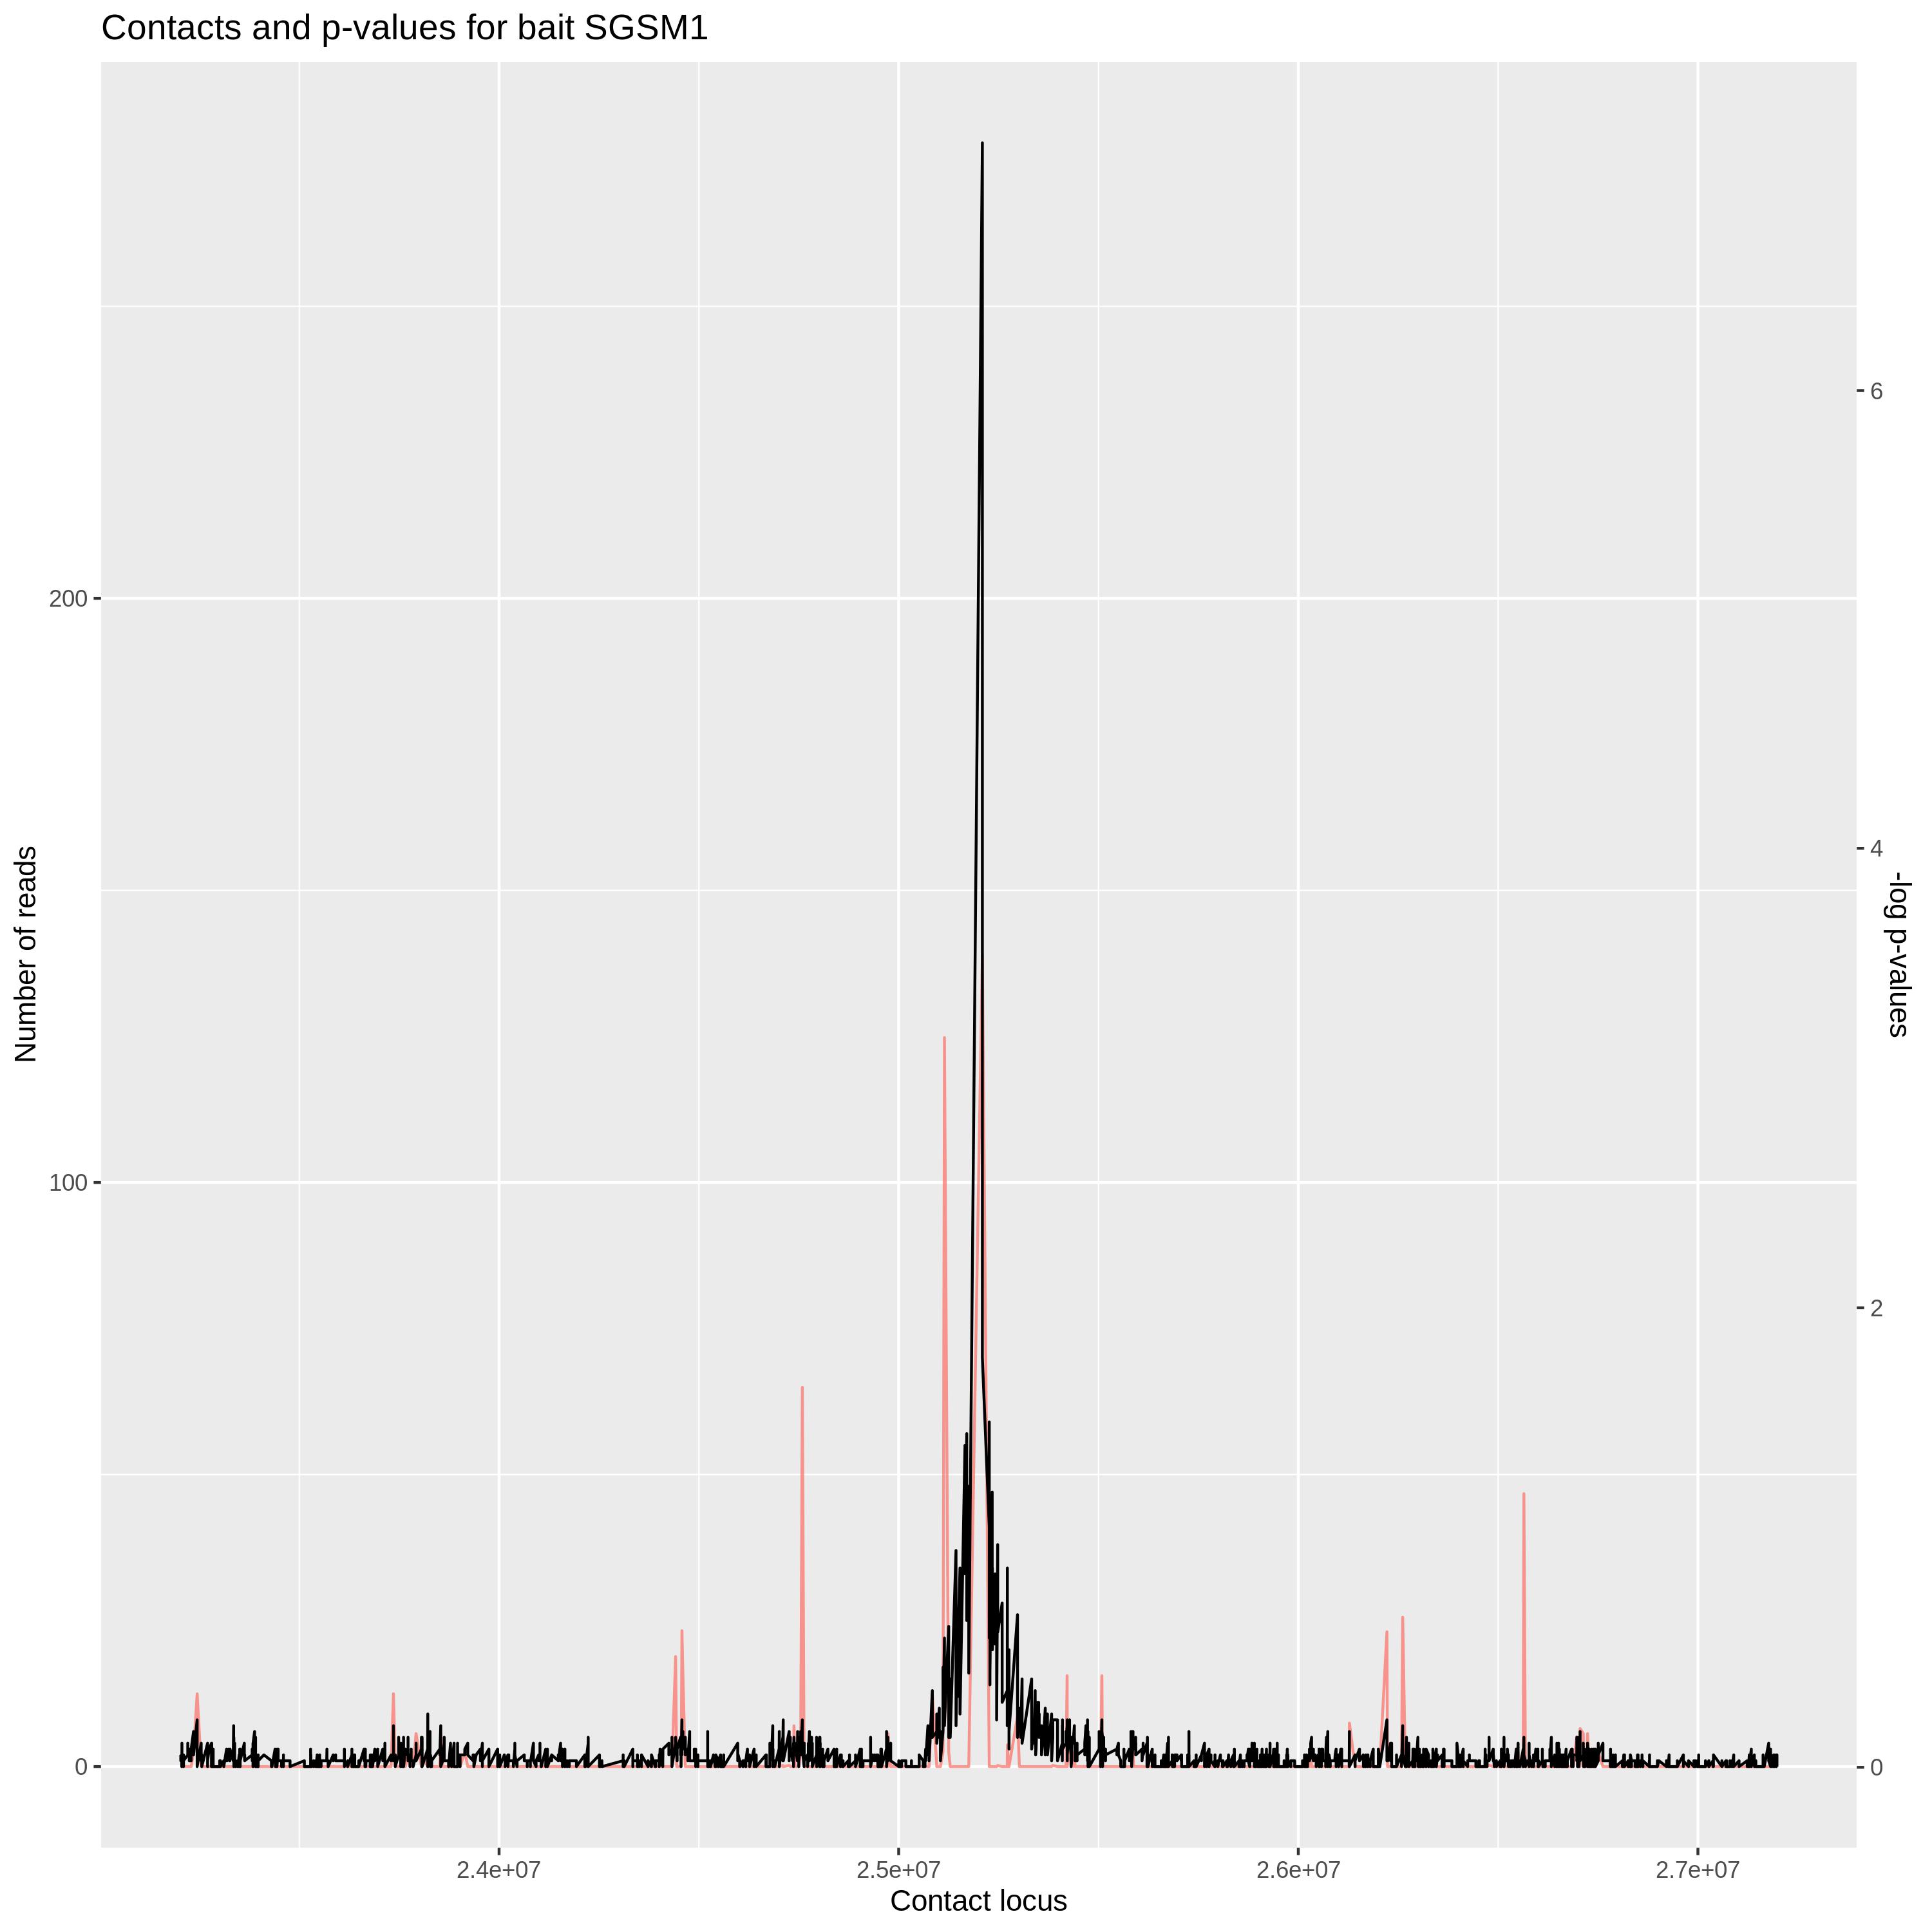 Contacts and p-values for bait SGSM1
Number of reads
200
100
0
6
4
2
0
-log p-values
2.4e+07
2.5e+07
2.6e+07
2.7e+07
Contact locus